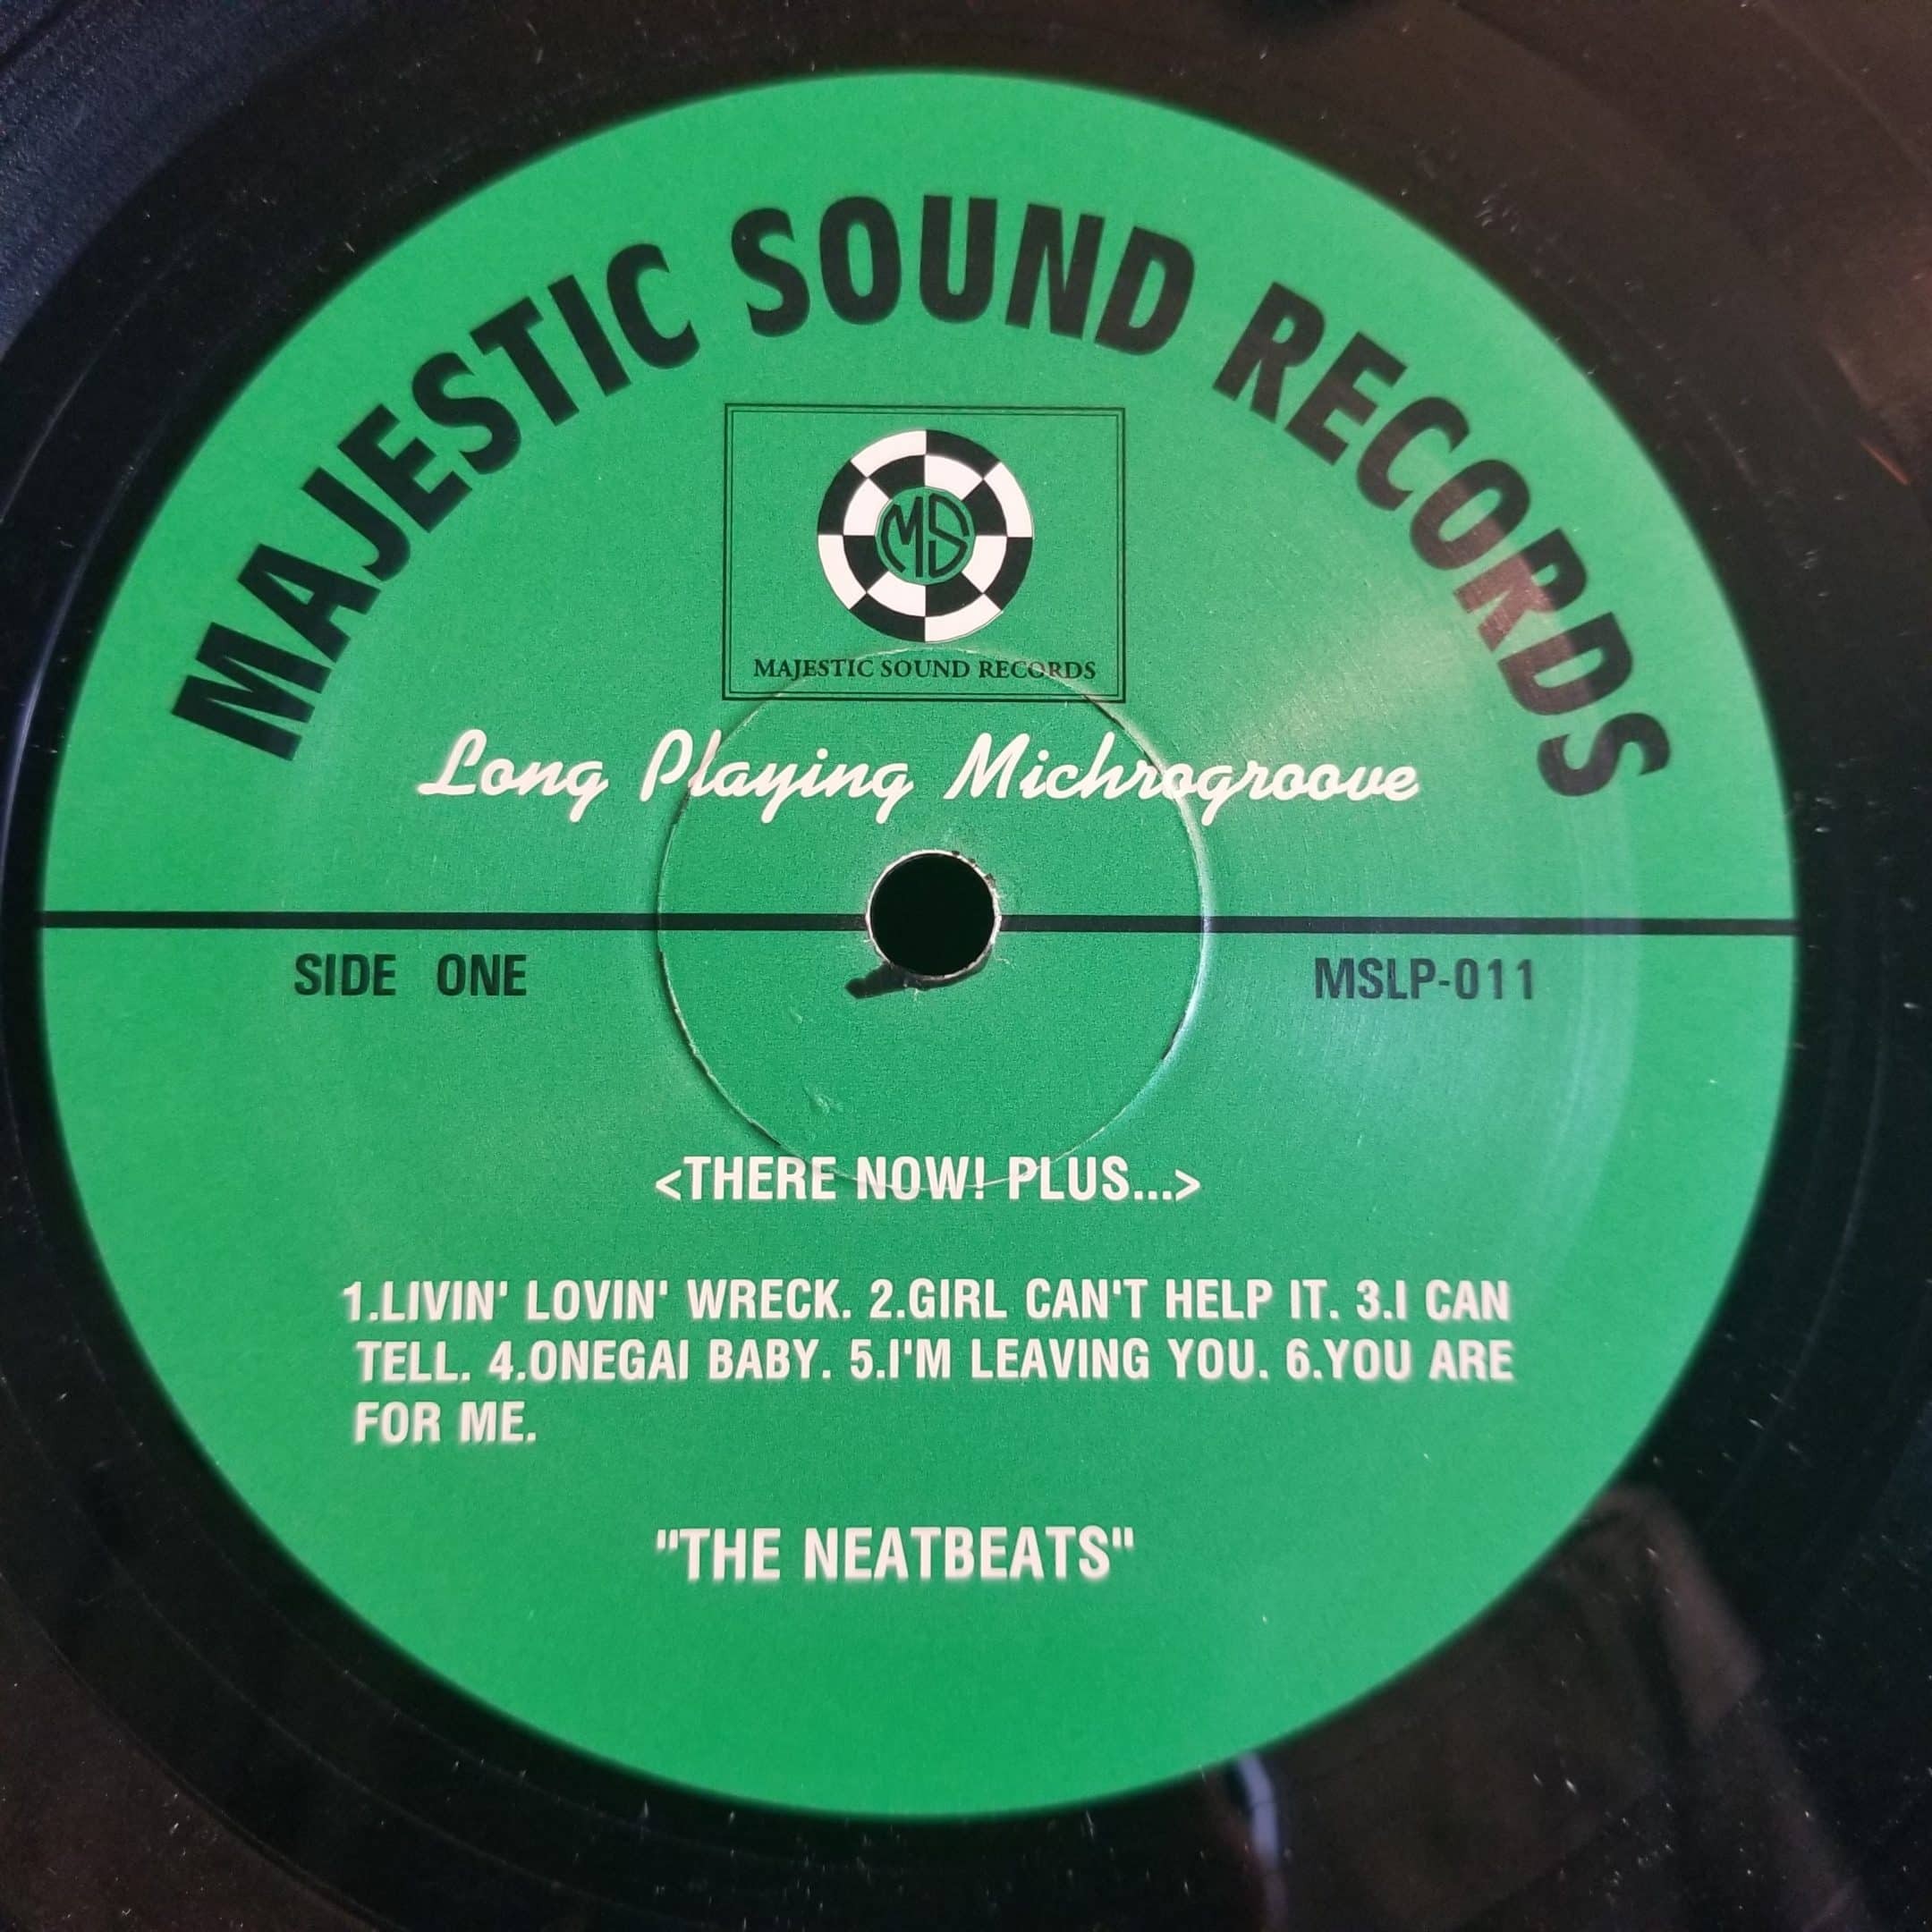 MAJESTIC SOUND RECORDS
MS
MAJESTIC SOUND RECORDS
Long Playing Michrogroove
SIDE ONE
MSLP-011
<THERE NOW! PLUS...>
1.LIVIN' LOVIN' WRECK. 2.GIRL CAN'T HELP IT. 3.I CAN
TELL. 4.ONEGAI BABY. 5.I'M LEAVING YOU. 6.YOU ARE
FOR ME.
"THE NEATBEATS"